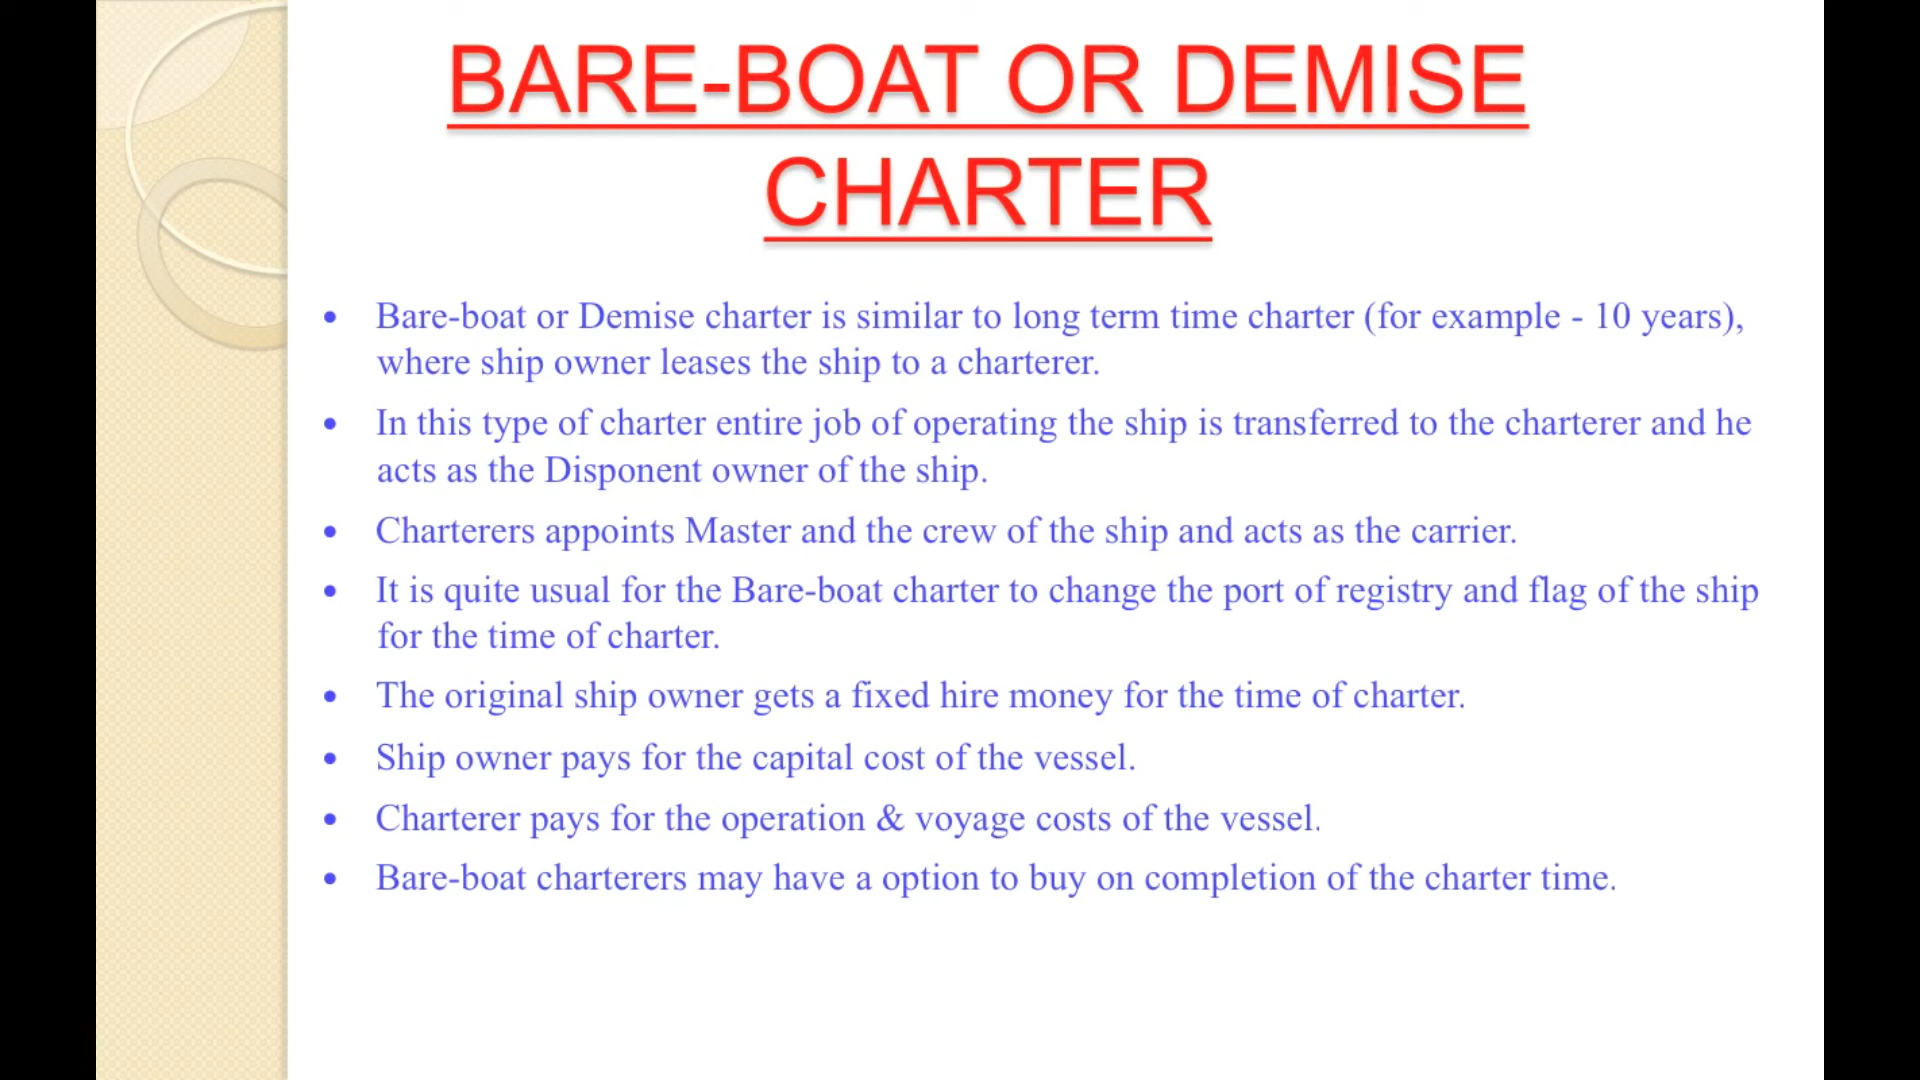 BARE-BOAT OR DEMISE
CHARTER
• Bare-boat or Demise charter is similar to long term time charter (for example - 10 years),
where ship owner leases the ship to a charterer.
• In this type of charter entire job of operating the ship is transferred to the charterer and he
acts as the Disponent owner of the ship.
• Charterers appoints Master and the crew of the ship and acts as the carrier.
• It is quite usual for the Bare-boat charter to change the port of registry and flag of the ship
for the time of charter.
• The original ship owner gets a fixed hire money for the time of charter.
• Ship owner pays for the capital cost of the vessel.
• Charterer pays for the operation & voyage costs of the vessel.
• Bare-boat charterers may have a option to buy on completion of the charter time.